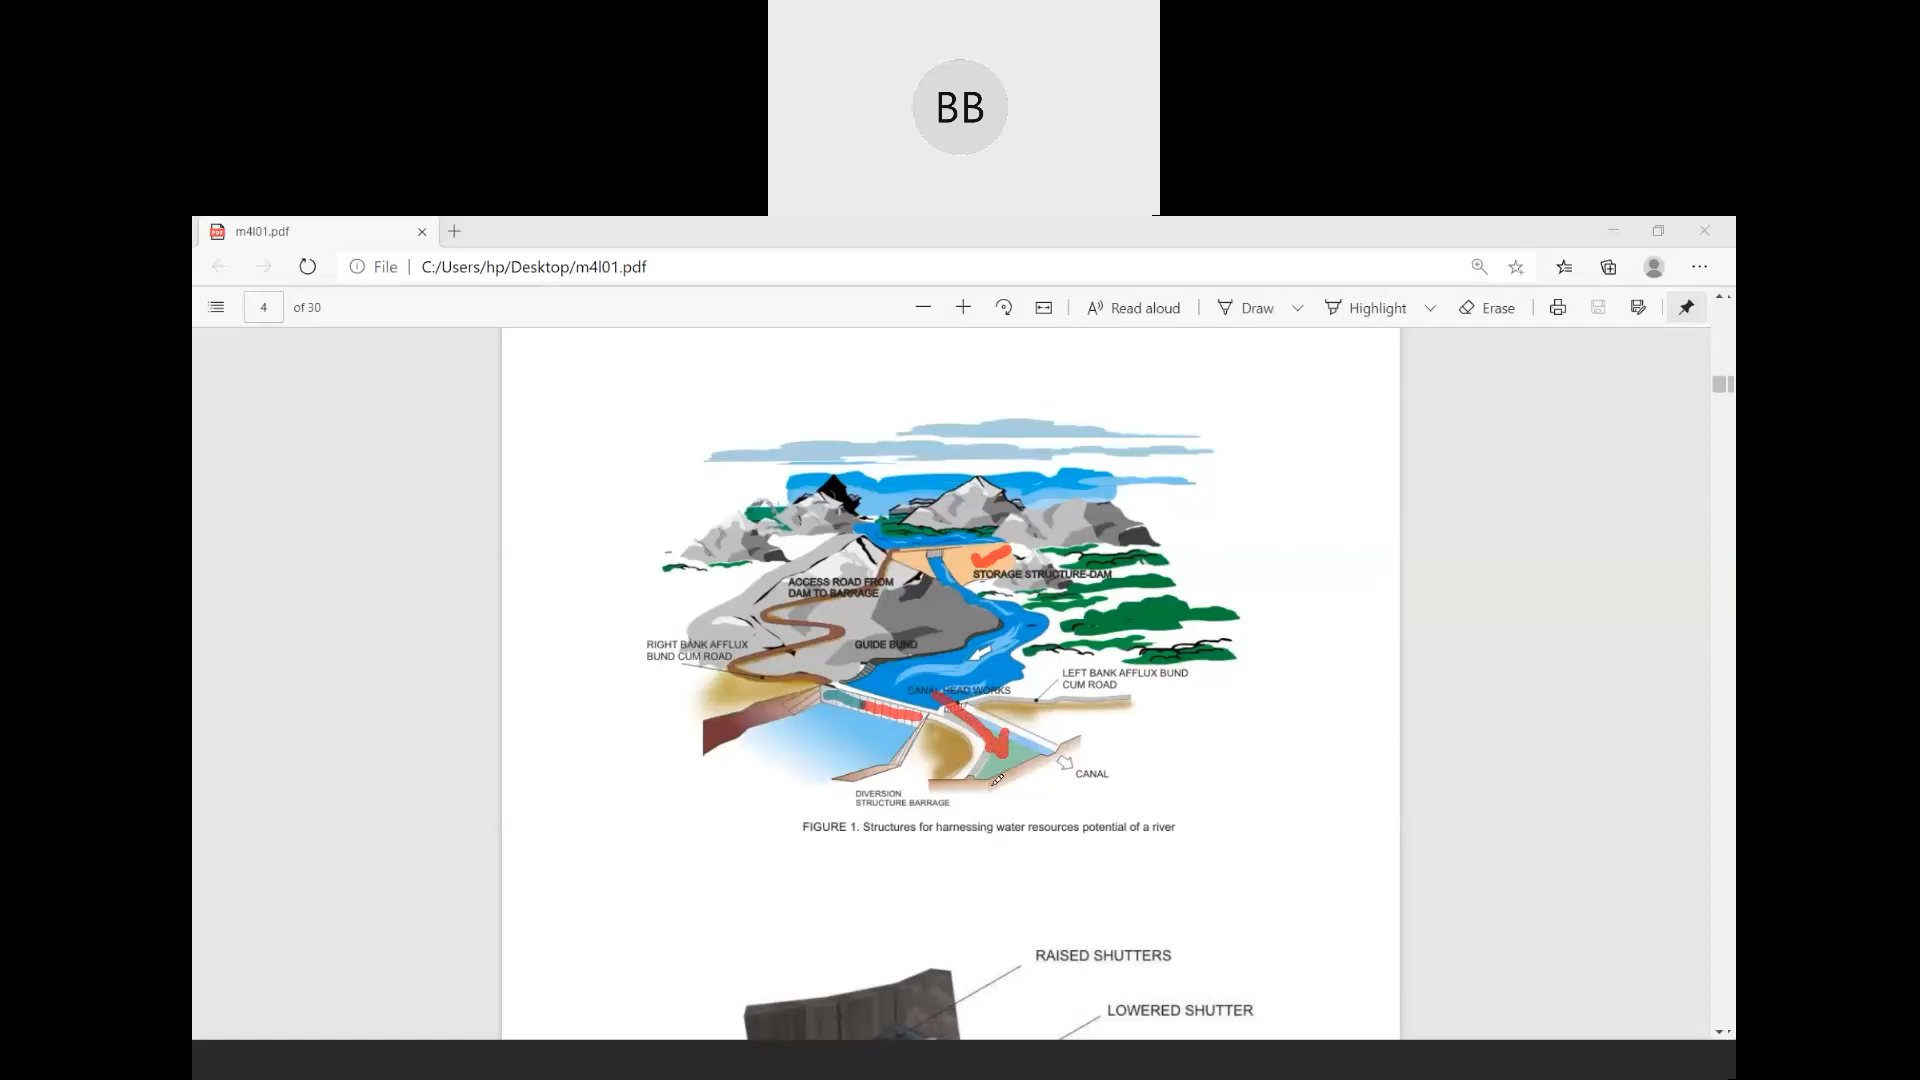 BB
m4l01.pdf
File
C:/Users/hp/Desktop/m4l01.pdf
4 of 30
Read aloud
Draw
Highlight
Erase
STORAGE STRUCTURE-DAM
ACCESS ROAD FROM
DAM TO BARRAGE
RIGHT BANK AFFLUX
BUND CUM ROAD
GUIDE BUND
LEFT BANK AFFLUX BUND
CUM ROAD
CANAL HEAD WORKS
CANAL
DIVERSION
STRUCTURE BARRAGE
FIGURE 1. Structures for harnessing water resources potential of a river
RAISED SHUTTERS
LOWERED SHUTTER